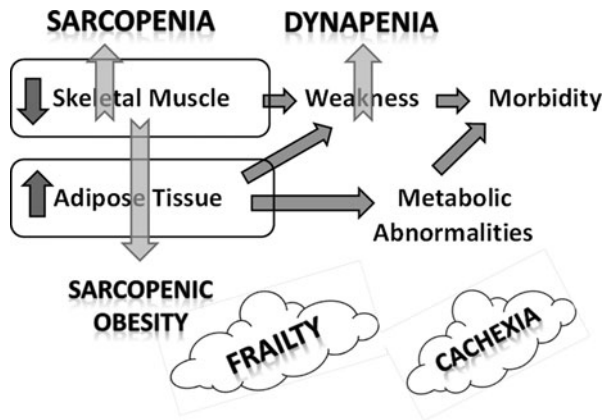 SARCOPENIA
DYNAPENIA
Skeletal Muscle
Weakness
Morbidity
Adipose Tissue
Metabolic
Abnormalities
SARCOPENIC
OBESITY
FRAILTY
CACHEXIA